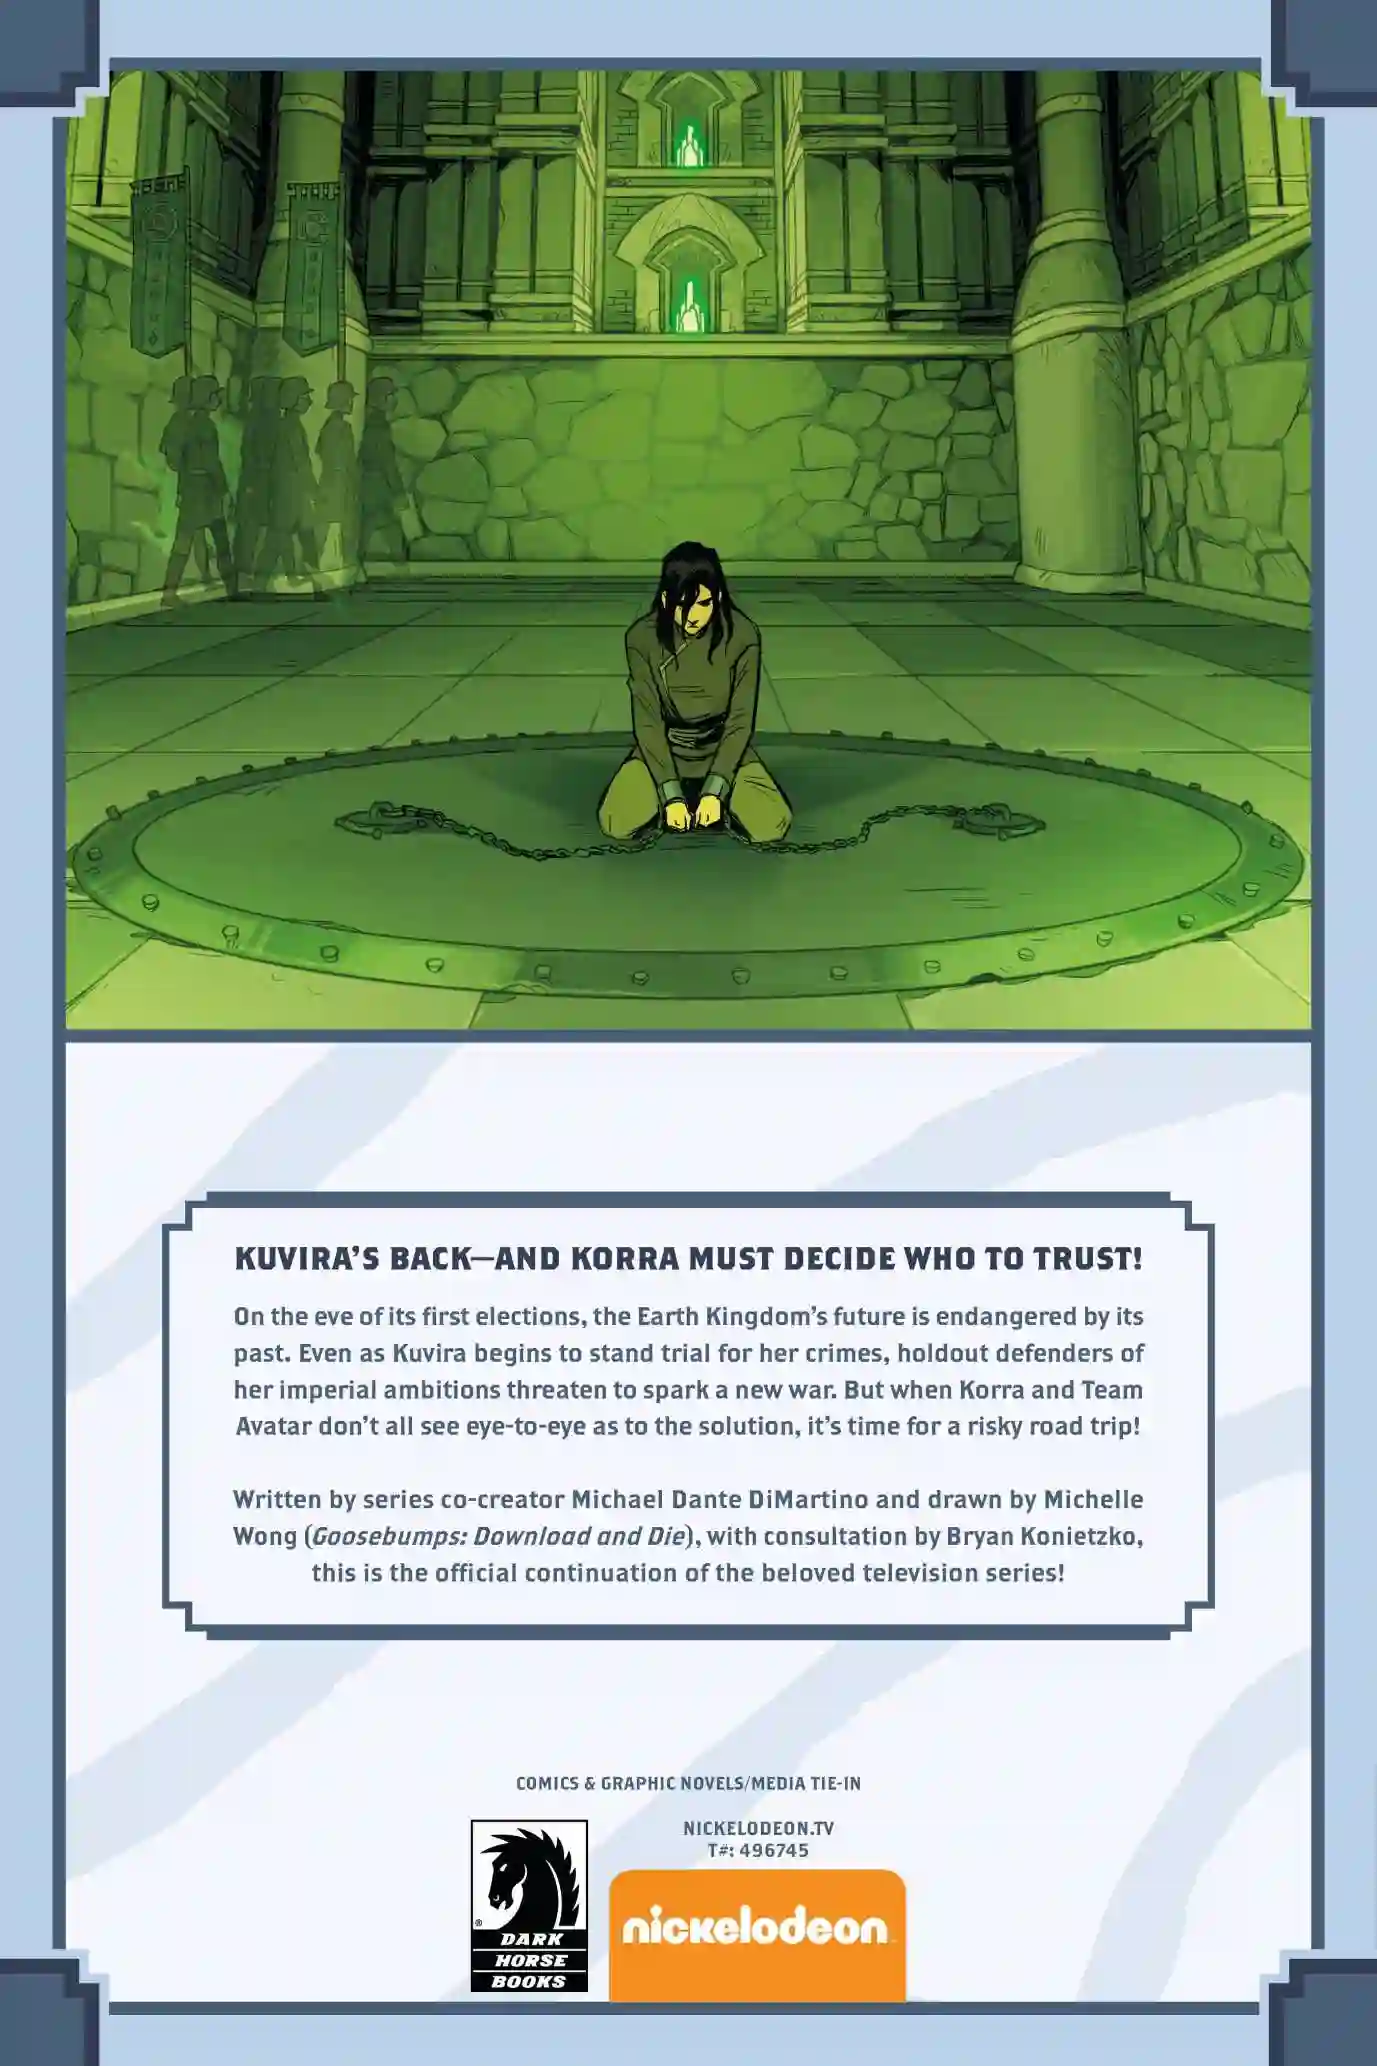 KUVIRA'S BACK—AND KORRA MUST DECIDE WHO TO TRUST!
On the eve of its first elections, the Earth Kingdom's future is endangered by its
past. Even as Kuvira begins to stand trial for her crimes, holdout defenders of
her imperial ambitions threaten to spark a new war. But when Korra and Team
Avatar don't all see eye-to-eye as to the solution, it's time for a risky road trip!
Written by series co-creator Michael Dante DiMartino and drawn by Michelle
Wong (Goosebumps: Download and Die), with consultation by Bryan Konietzko,
this is the official continuation of the beloved television series!
COMICS & GRAPHIC NOVELS/MEDIA TIE-IN
NICKELODEON.TV
T#: 496745
®
DARK
HORSE
BOOKS
nickelodeon